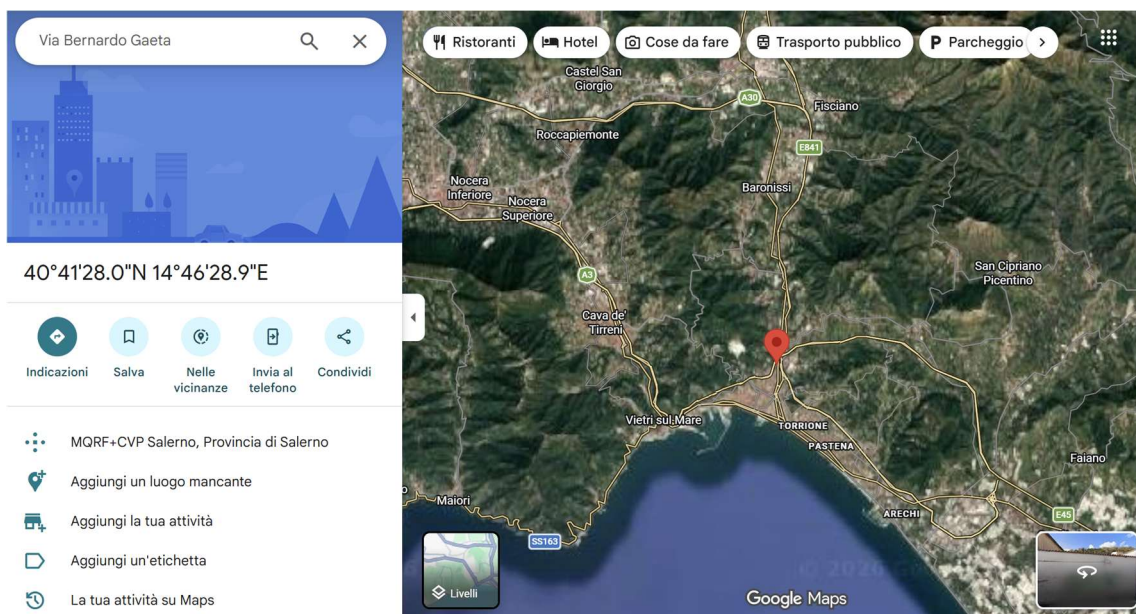 Via Bernardo Gaeta
40°41'28.0"N 14°46'28.9"E
Indicazioni
Salva
Nelle
vicinanze
Invia al
telefono
Condividi
MQRF+CVP Salerno, Provincia di Salerno
Aggiungi un luogo mancante
Aggiungi la tua attività
Aggiungi un'etichetta
La tua attività su Maps
Ristoranti
Hotel
Cose da fare
Trasporto pubblico
P Parcheggio
Castel San
Giorgio
A30
Fisciano
Roccapiemonte
E841
Nocera
Inferiore
Baronissi
Nocera
Superiore
San Cipriano
Picentino
A3
Cava de'
Tirreni
Vietri sul Mare
TORRIONE
PASTENA
Faiano
Maiori
ARECHI
E45
SS163
Livelli
Google Maps